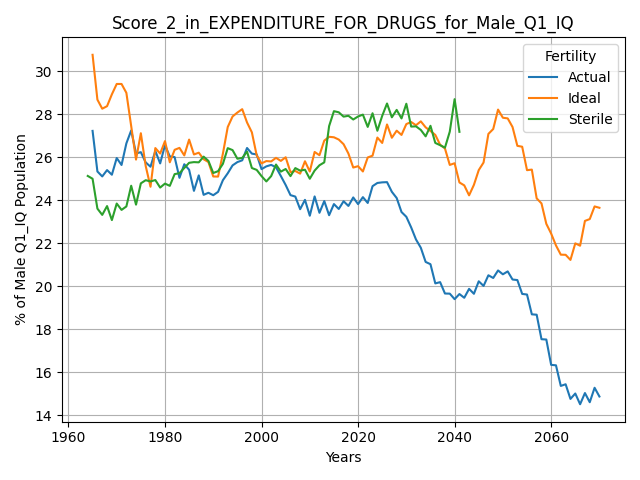 Score_2_in_EXPENDITURE_FOR_DRUGS_for_Male_Q1_IQ
Fertility
Actual
Ideal
Sterile
% of Male Q1_IQ Population
30
28
26
24
22
20
18
16
14
1960
1980
2000
2020
2040
2060
Years